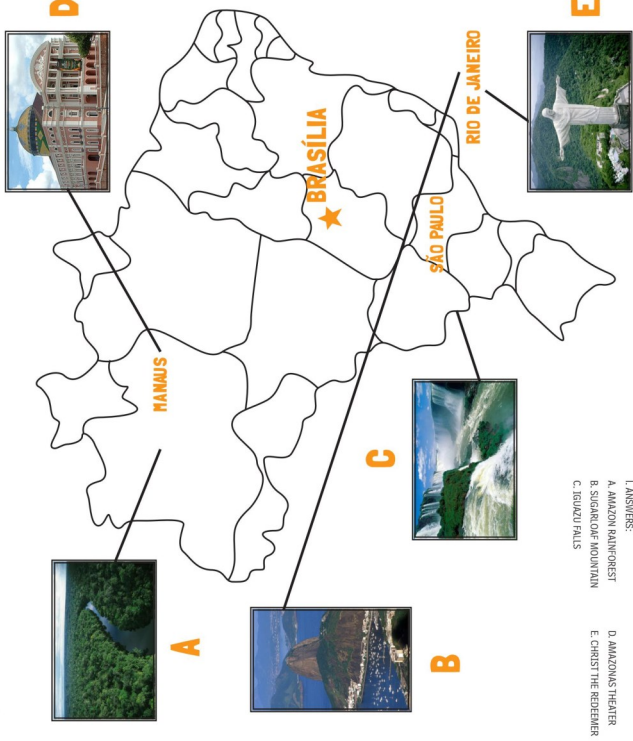 D
E
MANAUS
BRASÍLIA
RIO DE JANEIRO
SÃO PAULO
C
A
B
I. ANSWERS:
A. AMAZON RAINFOREST
B. SUGARLOAF MOUNTAIN
C. IGUAZU FALLS
D. AMAZONAS THEATER
E. CHRIST THE REDEEMER